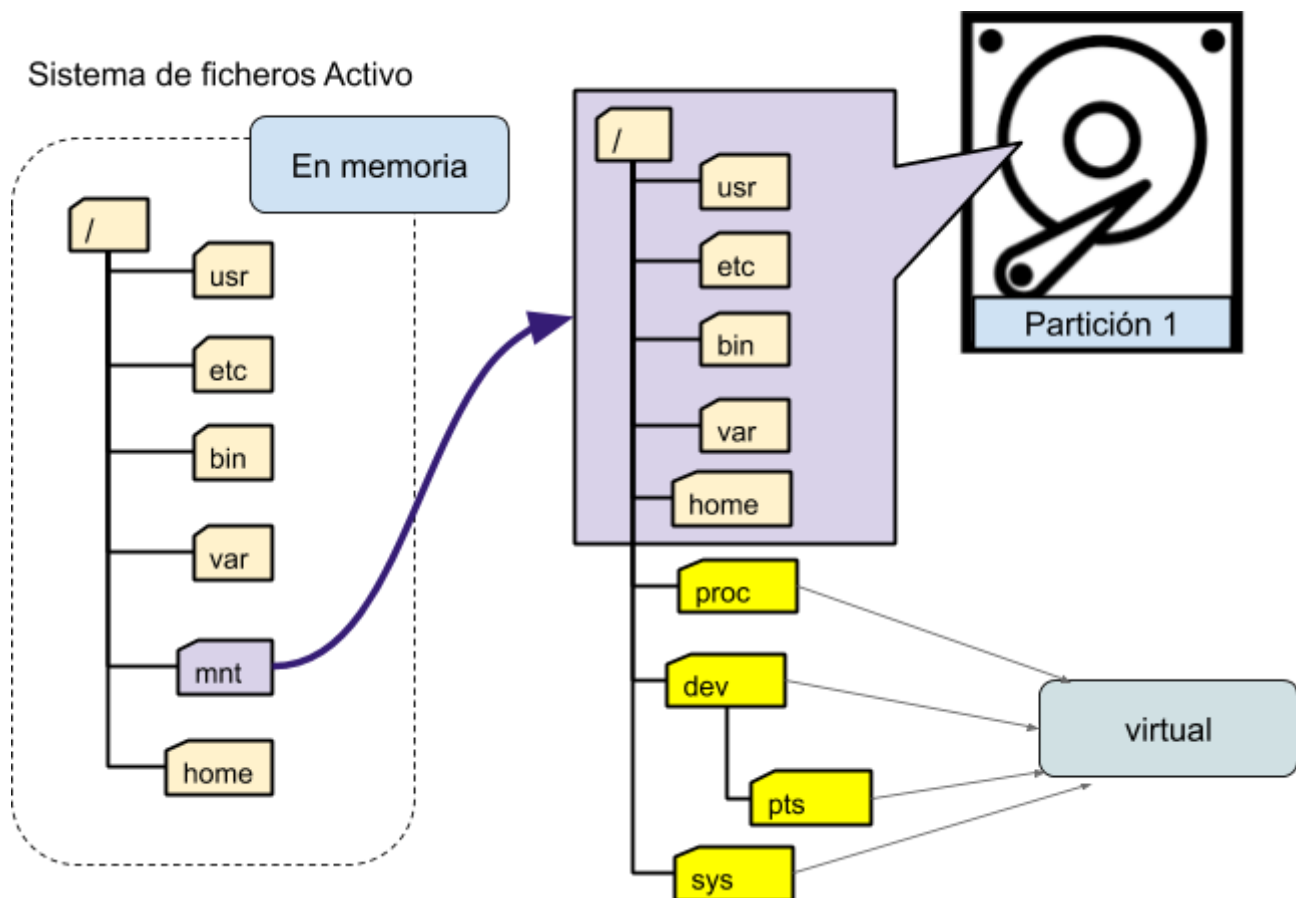 Sistema de ficheros Activo
En memoria
/
usr
etc
bin
var
mnt
home
/
usr
etc
bin
var
home
proc
dev
pts
sys
Partición 1
virtual